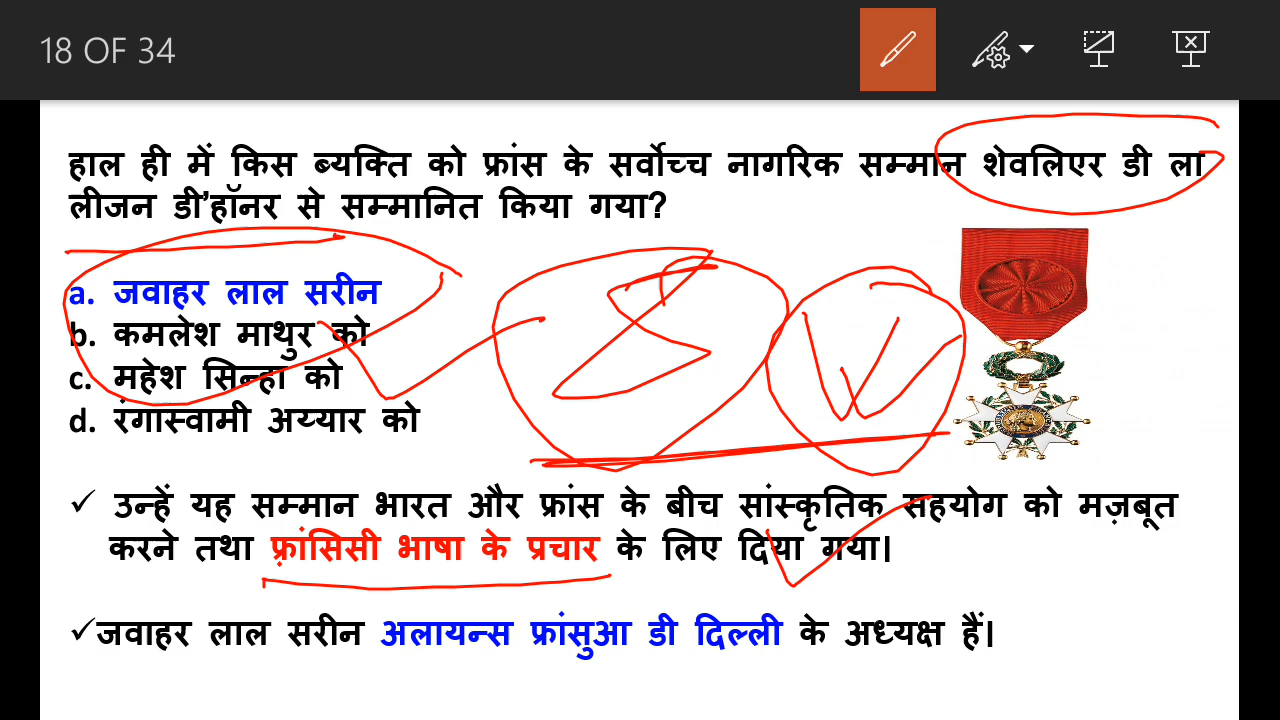 18 OF 34
हाल ही में किस ब्यक्ति को फ्रांस के सर्वोच्च नागरिक सम्मान शेवलिएर डी ला
लीजन डी’हॉनर से सम्मानित किया गया?
a. जवाहर लाल सरीन
b. कमलेश माथुर को
c. महेश सिन्हा को
d. रंगास्वामी अय्यार को
✓ उन्हें यह सम्मान भारत और फ्रांस के बीच सांस्कृतिक सहयोग को मज़बूत
करने तथा फ़्रांसिसी भाषा के प्रचार के लिए दिया गया।
✓जवाहर लाल सरीन अलायन्स फ्रांसुआ डी दिल्ली के अध्यक्ष हैं।